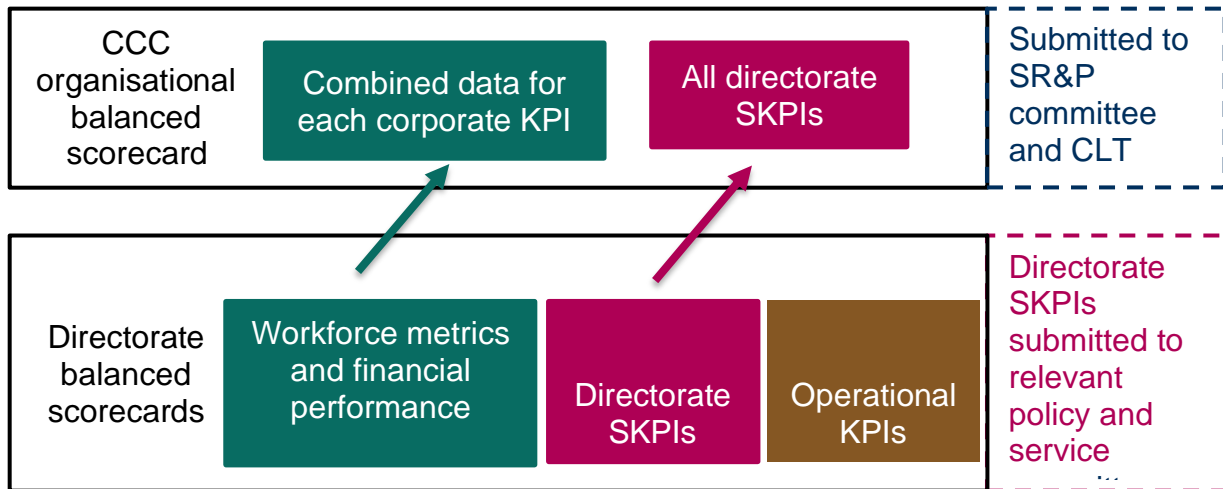 CCC
organisational
balanced
scorecard
Combined data for
each corporate KPI
All directorate
SKPIs
Submitted to
SR&P
committee
and CLT
Directorate
balanced
scorecards
Workforce metrics
and financial
performance
Directorate
SKPIs
Operational
KPIs
Directorate
SKPIs
submitted to
relevant
policy and
service